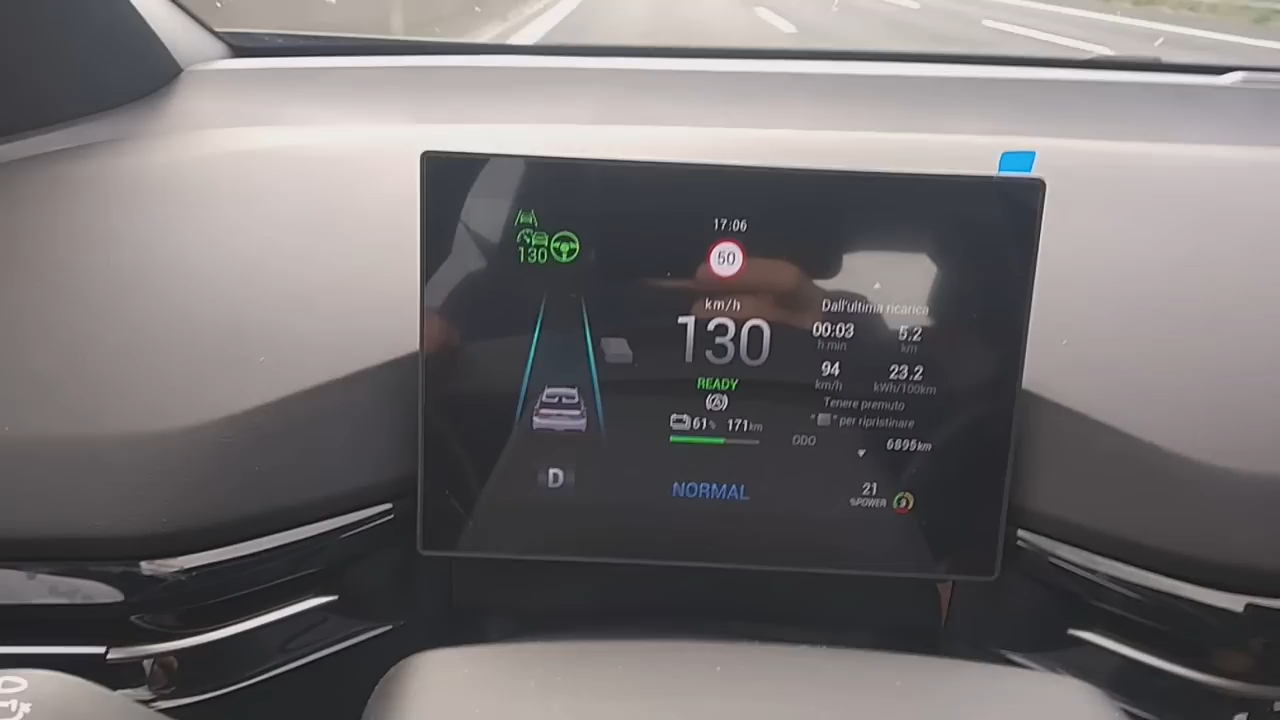 17:06
130
50
km/h
130
READY
61% 171km
Dall'ultima ricarica
00:03 5.2
h:min km
94 23.2
km/h kWh/100km
Tenere premuto
" " per ripristinare
ODO 6895km
D
NORMAL
21
%POWER